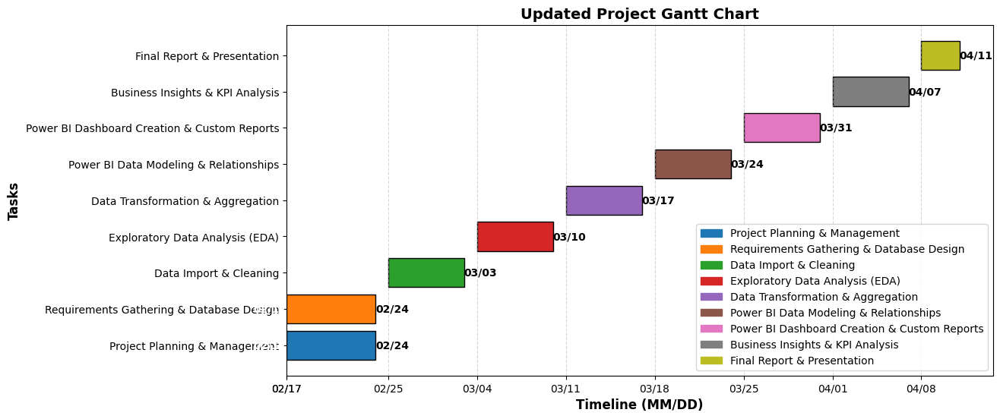 Updated Project Gantt Chart
Final Report & Presentation
04/11
Business Insights & KPI Analysis
04/07
Power BI Dashboard Creation & Custom Reports
03/31
Power BI Data Modeling & Relationships
03/24
Data Transformation & Aggregation
03/17
Exploratory Data Analysis (EDA)
03/10
Data Import & Cleaning
03/03
Requirements Gathering & Database Design
02/24
Project Planning & Management
02/24
Tasks
Project Planning & Management
Requirements Gathering & Database Design
Data Import & Cleaning
Exploratory Data Analysis (EDA)
Data Transformation & Aggregation
Power BI Data Modeling & Relationships
Power BI Dashboard Creation & Custom Reports
Business Insights & KPI Analysis
Final Report & Presentation
02/17 02/25 03/04 03/11 03/18 03/25 04/01 04/08
Timeline (MM/DD)